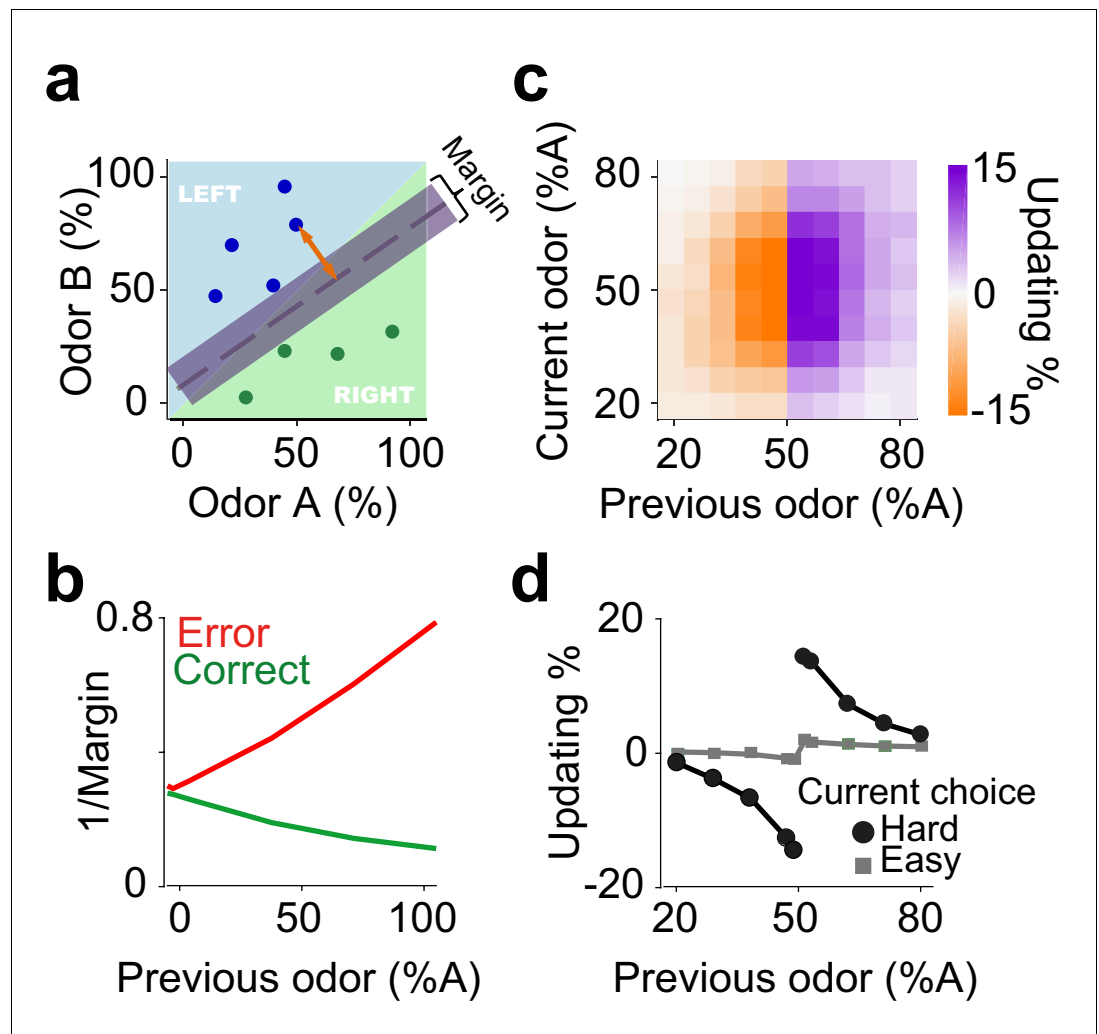 a
100
50
0
Odor B (%)
LEFT
RIGHT
Margin
0 50 100
Odor A (%)
c
80
50
20
Current odor (%A)
20 50 80
Previous odor (%A)
15
0
-15
Updating %
b
0.8
0
1/Margin
Error
Correct
0 50 100
Previous odor (%A)
d
20
0
-20
Updating %
Current choice
Hard
Easy
20 50 80
Previous odor (%A)